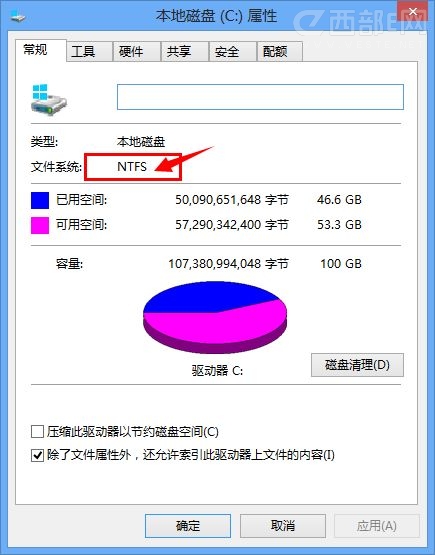 本地磁盘 (C:) 属性
西部E网
常规 工具 硬件 共享 安全 配额
类型: 本地磁盘
文件系统: NTFS
已用空间: 50,090,651,648 字节 46.6 GB
可用空间: 57,290,342,400 字节 53.3 GB
容量: 107,380,994,048 字节 100 GB
驱动器 C:
磁盘清理(D)
压缩此驱动器以节约磁盘空间(C)
除了文件属性外，还允许索引此驱动器上文件的内容(I)
确定 取消 应用(A)